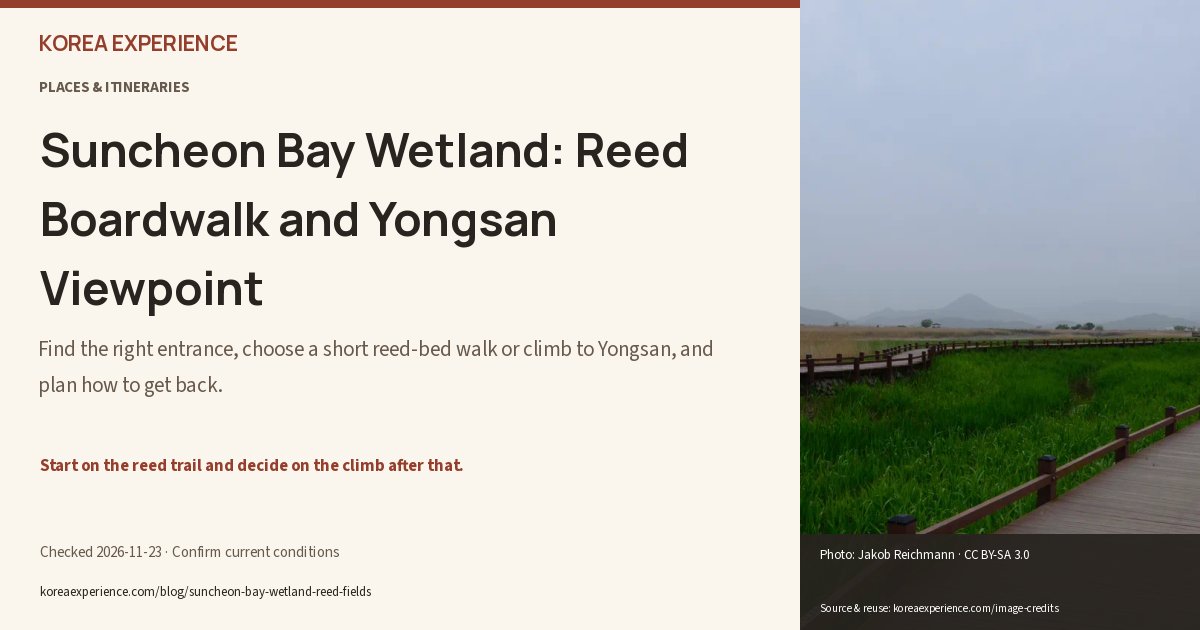 KOREA EXPERIENCE
PLACES & ITINERARIES
Suncheon Bay Wetland: Reed
Boardwalk and Yongsan
Viewpoint
Find the right entrance, choose a short reed-bed walk or climb to Yongsan, and
plan how to get back.
Start on the reed trail and decide on the climb after that.
Checked 2026-11-23 · Confirm current conditions
koreaexperience.com/blog/suncheon-bay-wetland-reed-fields
Photo: Jakob Reichmann · CC BY-SA 3.0
Source & reuse: koreaexperience.com/image-credits